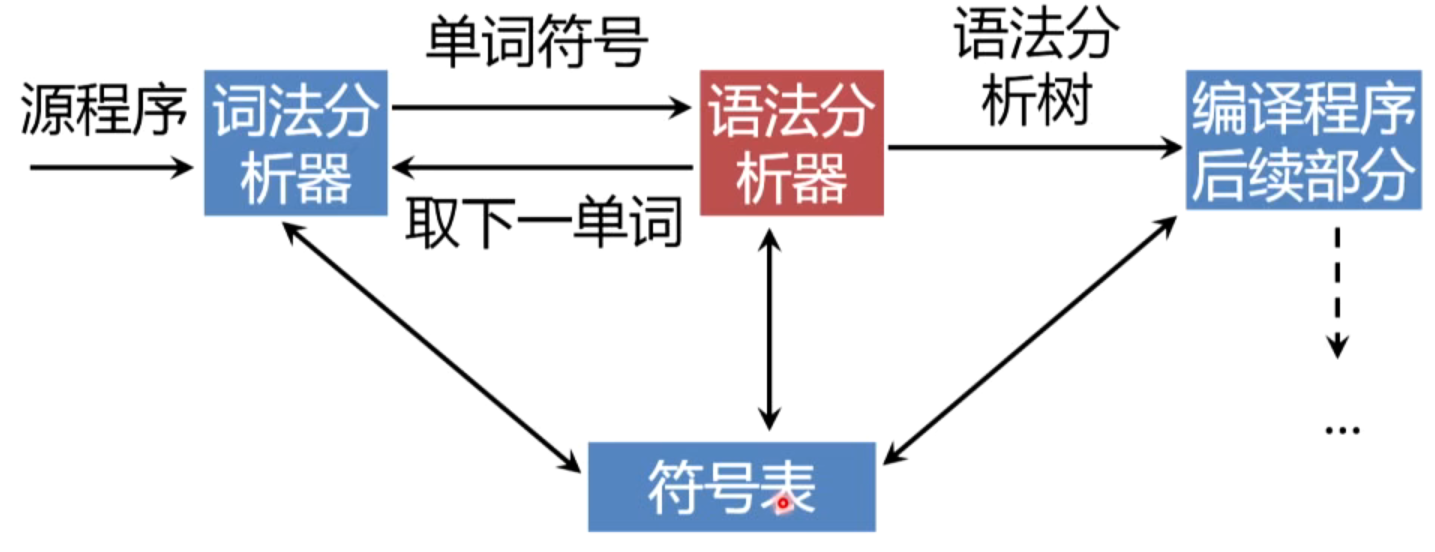 源程序
词法分
析器
单词符号
取下一单词
语法分
析器
语法分
析树
编译程序
后续部分
...
符号表